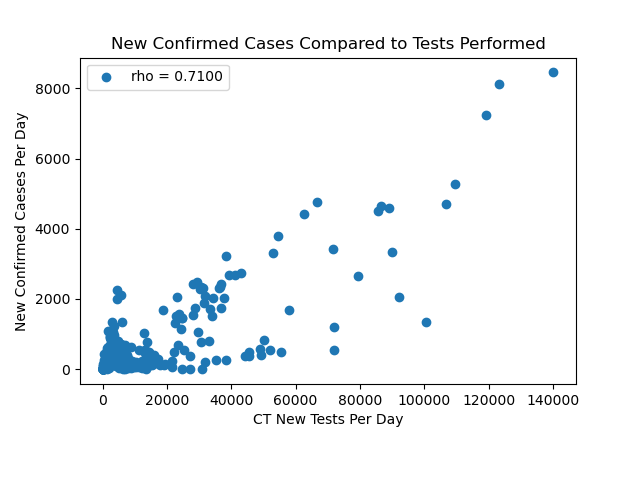 New Confirmed Cases Compared to Tests Performed
rho = 0.7100
New Confirmed Caeses Per Day
8000
6000
4000
2000
0
0 20000 40000 60000 80000 100000 120000 140000
CT New Tests Per Day